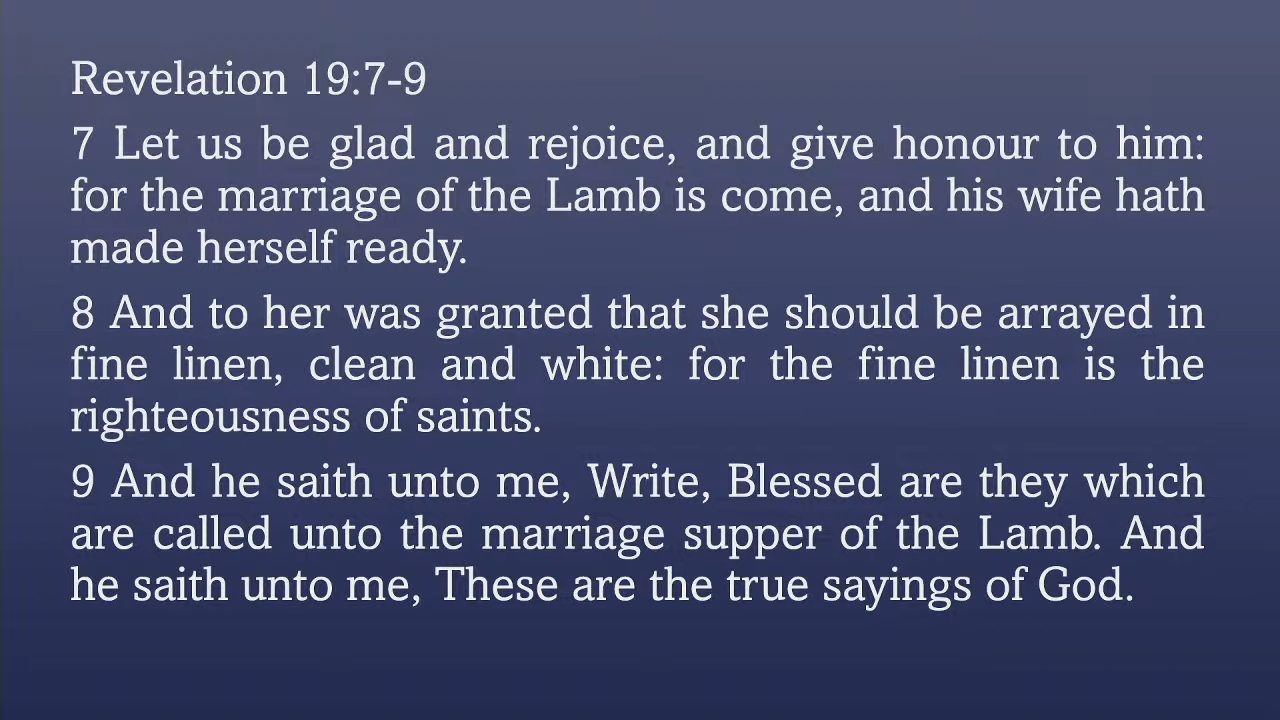 Revelation 19:7-9
7 Let us be glad and rejoice, and give honour to him:
for the marriage of the Lamb is come, and his wife hath
made herself ready.
8 And to her was granted that she should be arrayed in
fine linen, clean and white: for the fine linen is the
righteousness of saints.
9 And he saith unto me, Write, Blessed are they which
are called unto the marriage supper of the Lamb. And
he saith unto me, These are the true sayings of God.